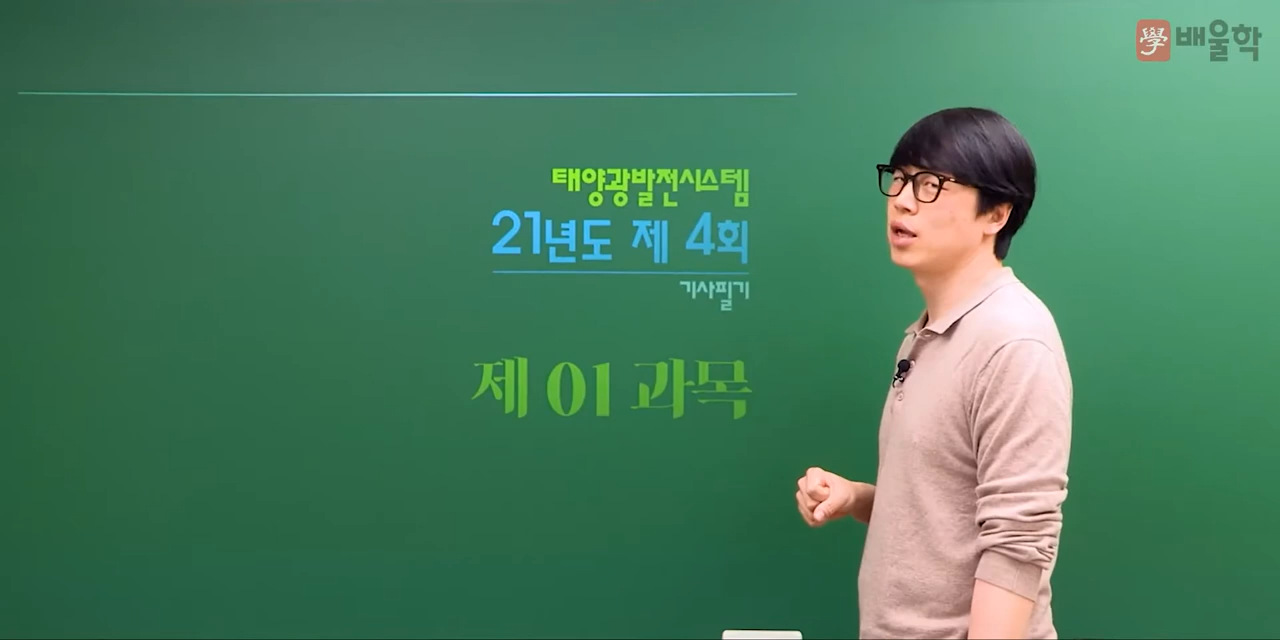 學 배울학
태양광발전시스템
21년도 제 4회
기사필기
제 01 과목